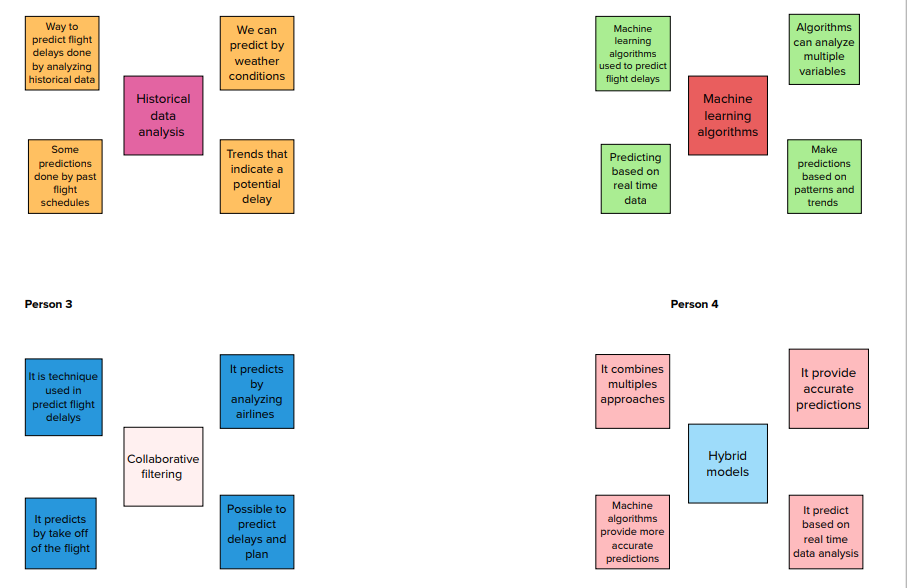 Way to
predict flight
delays done
by analyzing
historical data
We can
predict by
weather
conditions
Historical
data
analysis
Some
predictions
done by past
flight
schedules
Trends that
indicate a
potential
delay
Machine
learning
algorithms
used to predict
flight delays
Algorithms
can analyze
multiple
variables
Machine
learning
algorithms
Predicting
based on
real time
data
Make
predictions
based on
patterns and
trends
Person 3
It is technique
used in
predict flight
delalys
It predicts
by
analyzing
airlines
Collaborative
filtering
It predicts
by take off
of the flight
Possible to
predict
delays and
plan
Person 4
It combines
multiples
approaches
It provide
accurate
predictions
Hybrid
models
Machine
algorithms
provide more
accurate
predictions
It predict
based on
real time
data analysis